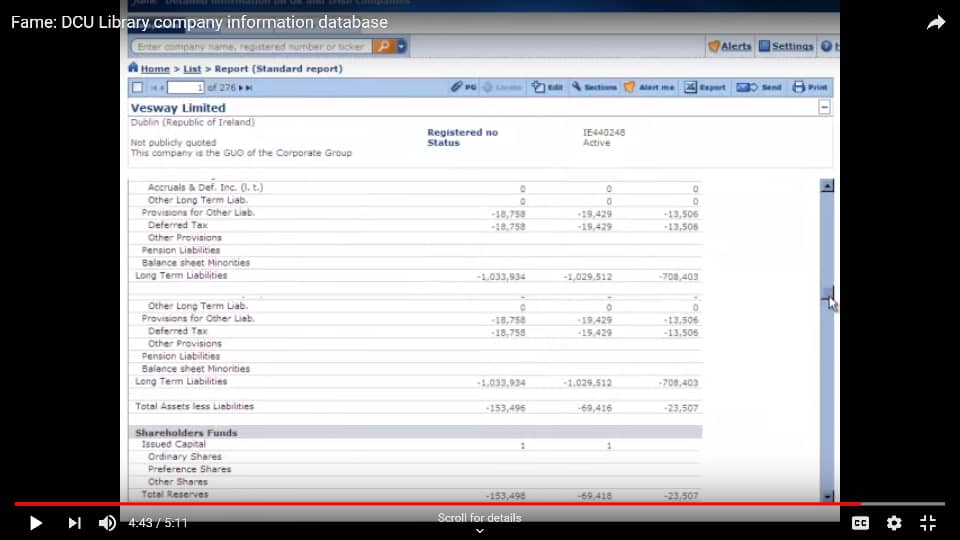 Fame: Detailed information on UK and Irish Companies
Fame: DCU Library company information database
Enter company name, registered number or ticker
Alerts Settings
Home > List > Report (Standard report)
1 of 276 PG Locate Edit Sections Alert me Export Send Print
Vesway Limited
Dublin (Republic of Ireland)
Registered no IE440248
Not publicly quoted Status Active
This company is the GUO of the Corporate Group
Accruals & Def. Inc. (l. t.) 0 0 0
Other Long Term Liab. 0 0 0
Provisions for Other Liab. -18,758 -19,429 -13,506
Deferred Tax -18,758 -19,429 -13,506
Other Provisions
Pension Liabilities
Balance sheet Minorities
Long Term Liabilities -1,033,934 -1,029,512 -708,403
Other Long Term Liab. 0 0 0
Provisions for Other Liab. -18,758 -19,429 -13,506
Deferred Tax -18,758 -19,429 -13,506
Other Provisions
Pension Liabilities
Balance sheet Minorities
Long Term Liabilities -1,033,934 -1,029,512 -708,403
Total Assets less Liabilities -153,496 -69,416 -23,507
Shareholders Funds
Issued Capital 1 1
Ordinary Shares
Preference Shares
Other Shares
Total Reserves -153,498 -69,418 -23,507
4:43 / 5:11
Scroll for details
CC